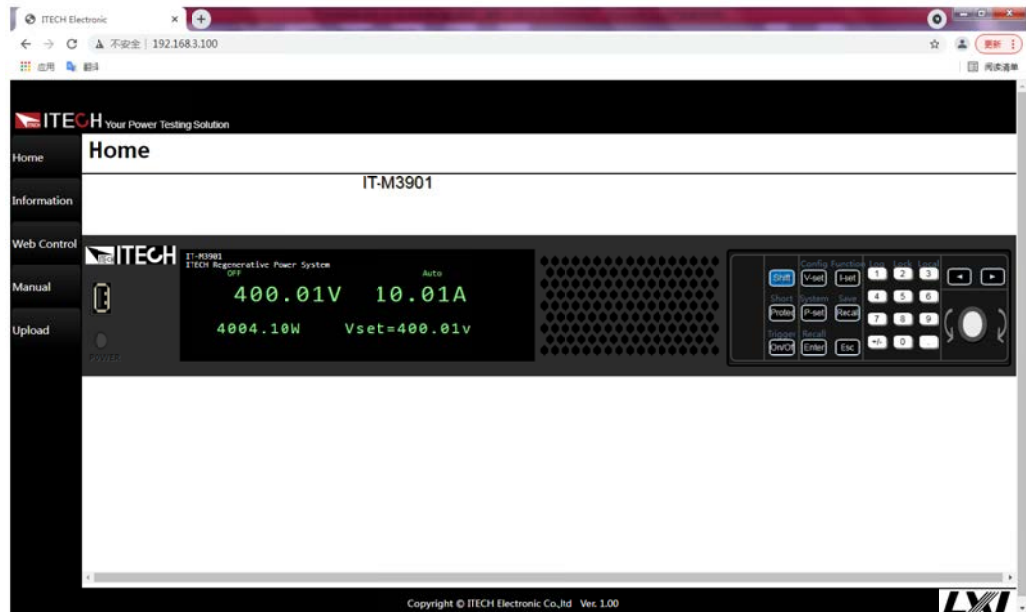 ITECH Electronic
不安全 192.168.3.100
更新
应用 翻译
阅读清单
ITECH Your Power Testing Solution
Home
Home
IT-M3901
Information
Web Control
Manual
Upload
ITECH
IT-M3901
ITECH Regenerative Power System
OFF Auto
400.01V 10.01A
4004.10W Vset=400.01v
POWER
Config Function Log Lock Local
Shift V-set I-set 1 2 3
Short System Save
Protec P-set Recal 4 5 6
7 8 9
Trigger Recall
On/Of Enter Esc +/- 0 .
Copyright © ITECH Electronic Co.,ltd Ver. 1.00
LXI